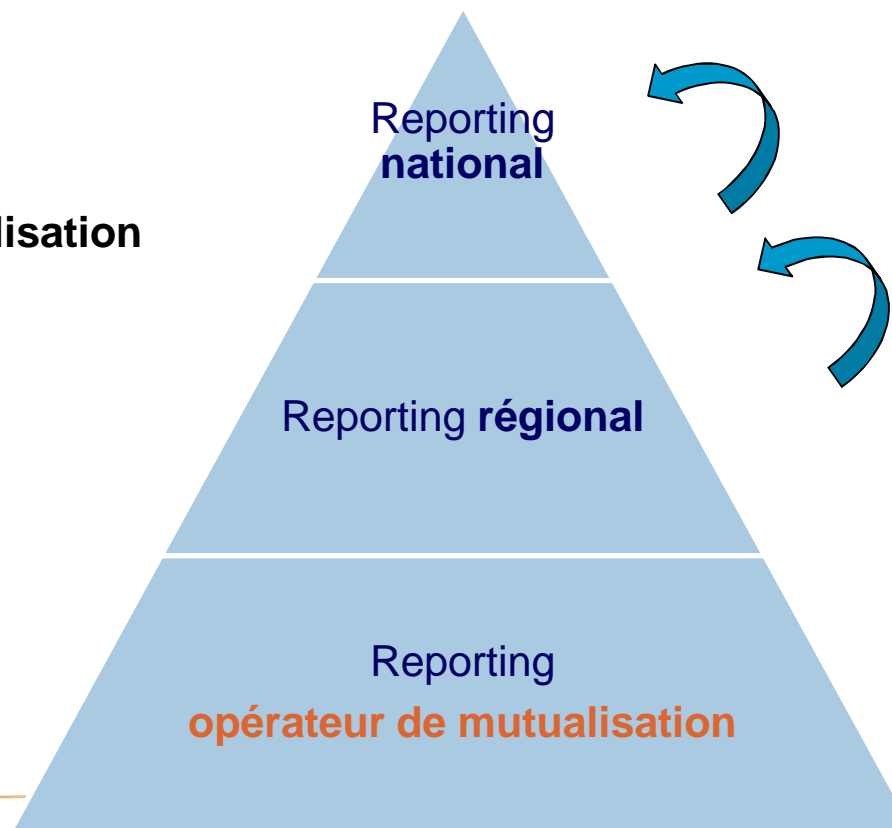 Reporting
national
lisation
Reporting régional
Reporting
opérateur de mutualisation